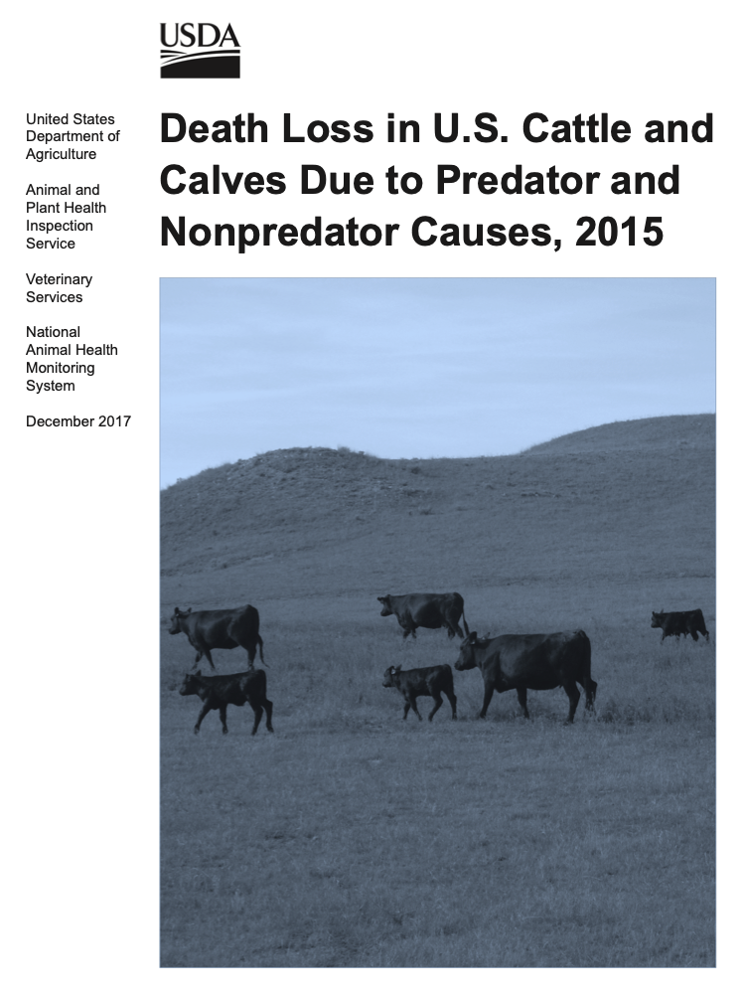 USDA
United States
Department of
Agriculture
Animal and
Plant Health
Inspection
Service
Veterinary
Services
National
Animal Health
Monitoring
System
December 2017
Death Loss in U.S. Cattle and
Calves Due to Predator and
Nonpredator Causes, 2015